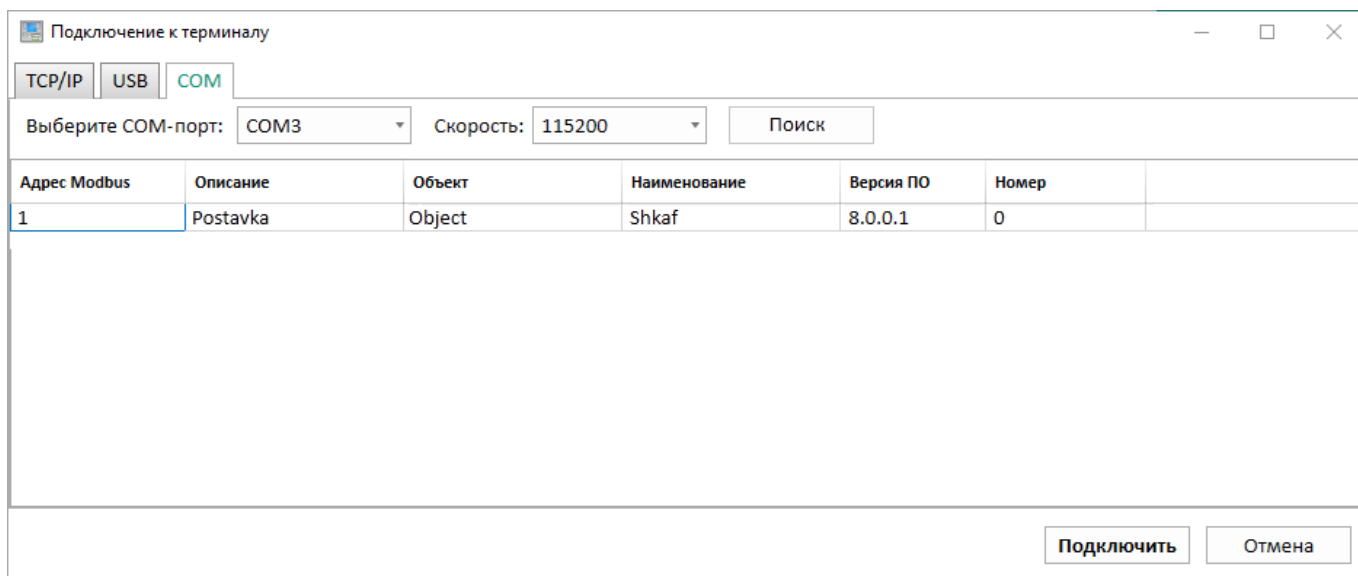 Подключение к терминалу
TCP/IP USB COM
Выберите COM-порт: COM3 Скорость: 115200 Поиск
Адрес Modbus Описание Объект Наименование Версия ПО Номер
1 Postavka Object Shkaf 8.0.0.1 0
Подключить Отмена